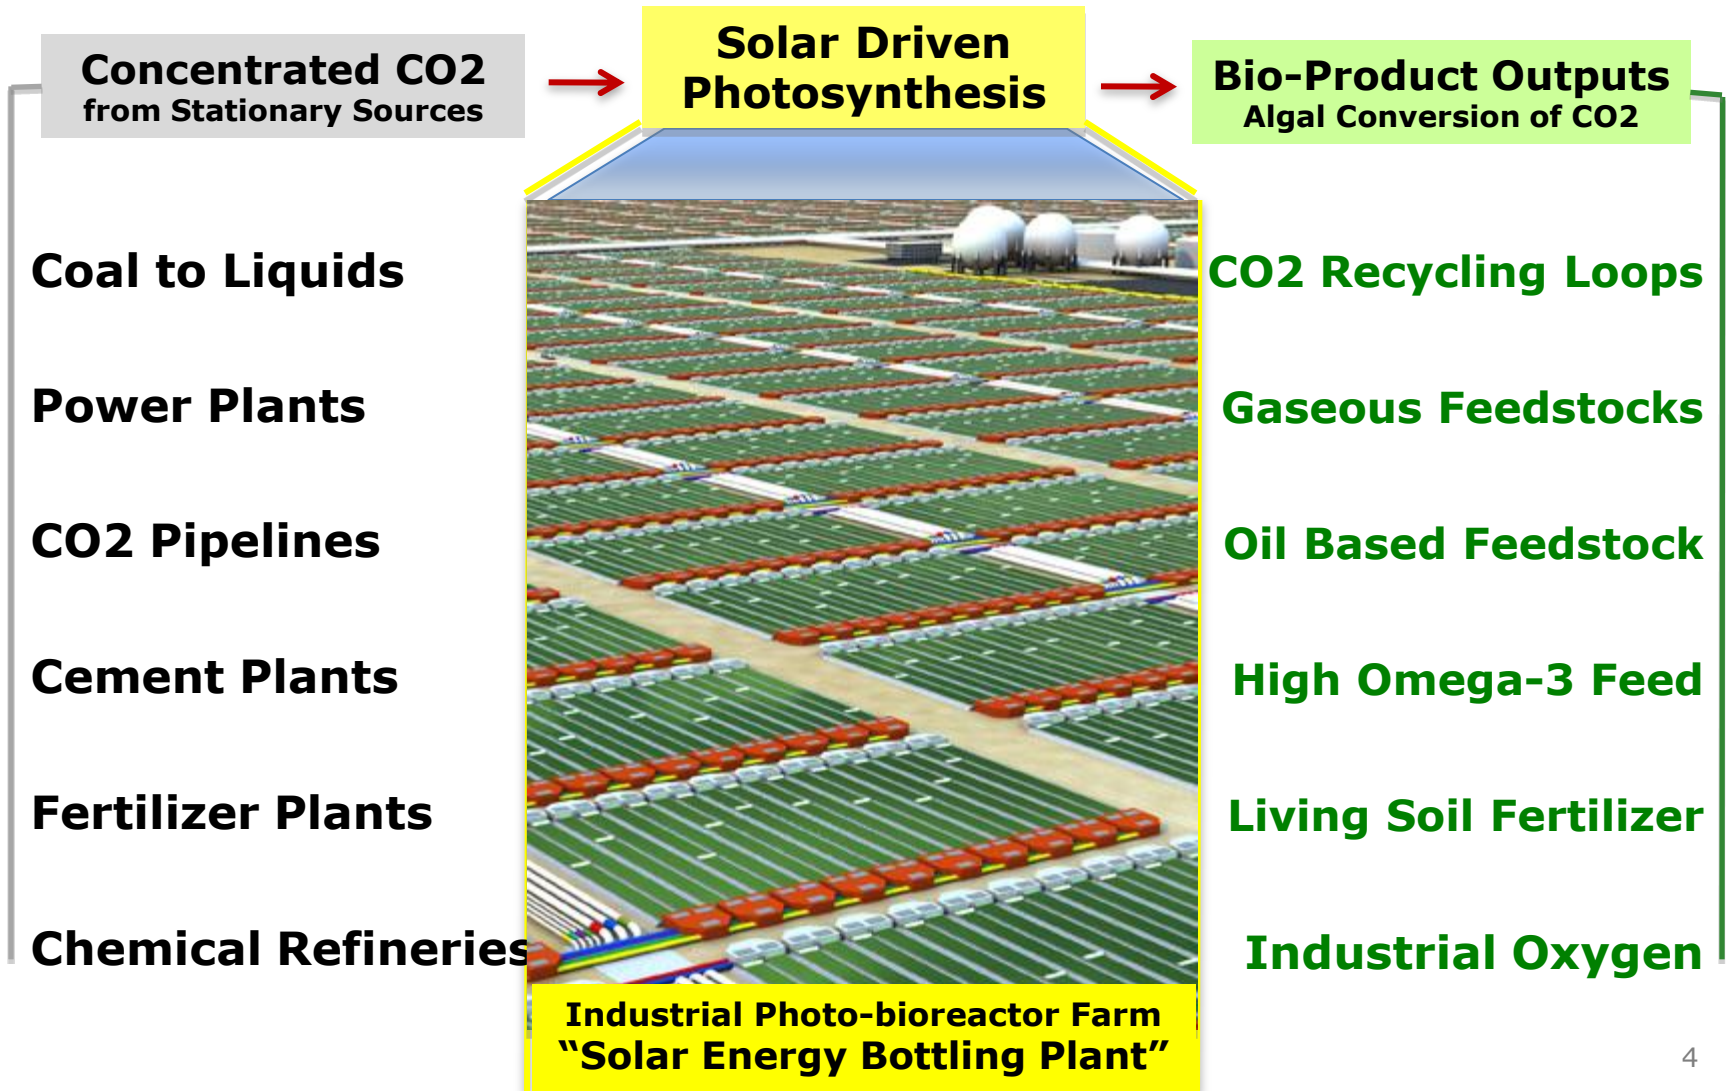 Concentrated CO2
from Stationary Sources
Solar Driven
Photosynthesis
Bio-Product Outputs
Algal Conversion of CO2
Coal to Liquids
Power Plants
CO2 Pipelines
Cement Plants
Fertilizer Plants
Chemical Refineries
CO2 Recycling Loops
Gaseous Feedstocks
Oil Based Feedstock
High Omega-3 Feed
Living Soil Fertilizer
Industrial Oxygen
Industrial Photo-bioreactor Farm
“Solar Energy Bottling Plant”
4